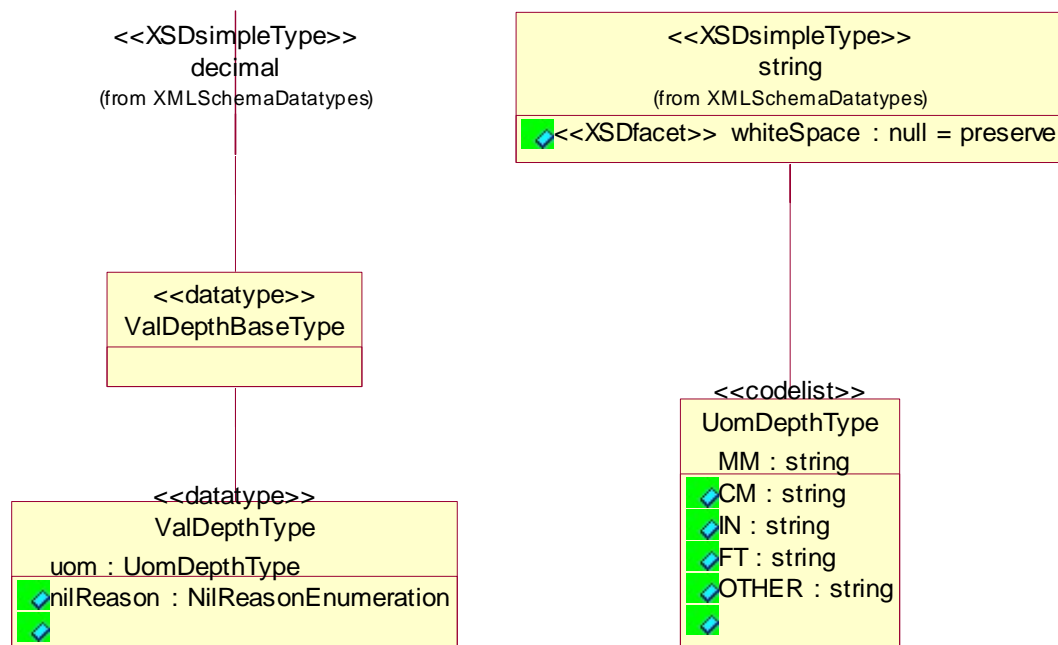 <<XSDsimpleType>>
decimal
(from XMLSchemaDatatypes)
<<XSDsimpleType>>
string
(from XMLSchemaDatatypes)
<<XSDfacet>> whiteSpace : null = preserve
<<datatype>>
ValDepthBaseType
<<datatype>>
ValDepthType
uom : UomDepthType
nilReason : NilReasonEnumeration
<<codelist>>
UomDepthType
MM : string
CM : string
IN : string
FT : string
OTHER : string